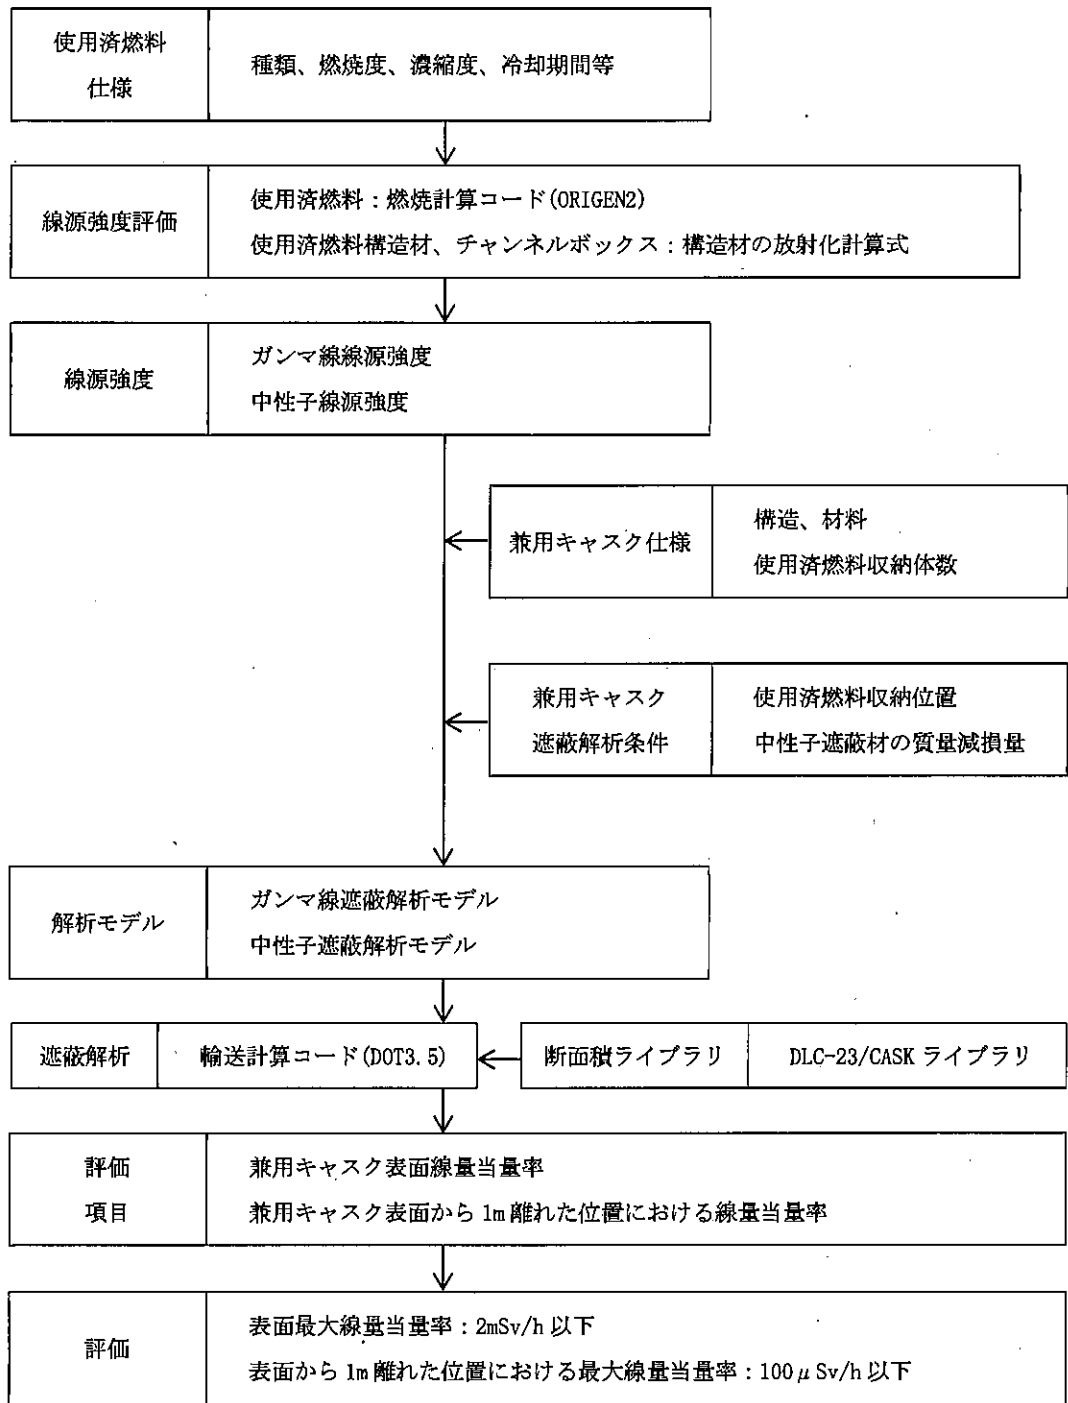 使用済燃料
仕様
種類、燃焼度、濃縮度、冷却期間等
線源強度評価
使用済燃料：燃焼計算コード(ORIGEN2)
使用済燃料構造材、チャンネルボックス：構造材の放射化計算式
線源強度
ガンマ線線源強度
中性子線源強度
兼用キャスク仕様
構造、材料
使用済燃料収納体数
兼用キャスク
遮蔽解析条件
使用済燃料収納位置
中性子遮蔽材の質量減損量
解析モデル
ガンマ線遮蔽解析モデル
中性子遮蔽解析モデル
遮蔽解析
輸送計算コード(DOT3.5)
断面積ライブラリ
DLC-23/CASK ライブラリ
評価
項目
兼用キャスク表面線量当量率
兼用キャスク表面から 1m 離れた位置における線量当量率
評価
表面最大線量当量率：2mSv/h 以下
表面から 1m 離れた位置における最大線量当量率：100μSv/h 以下